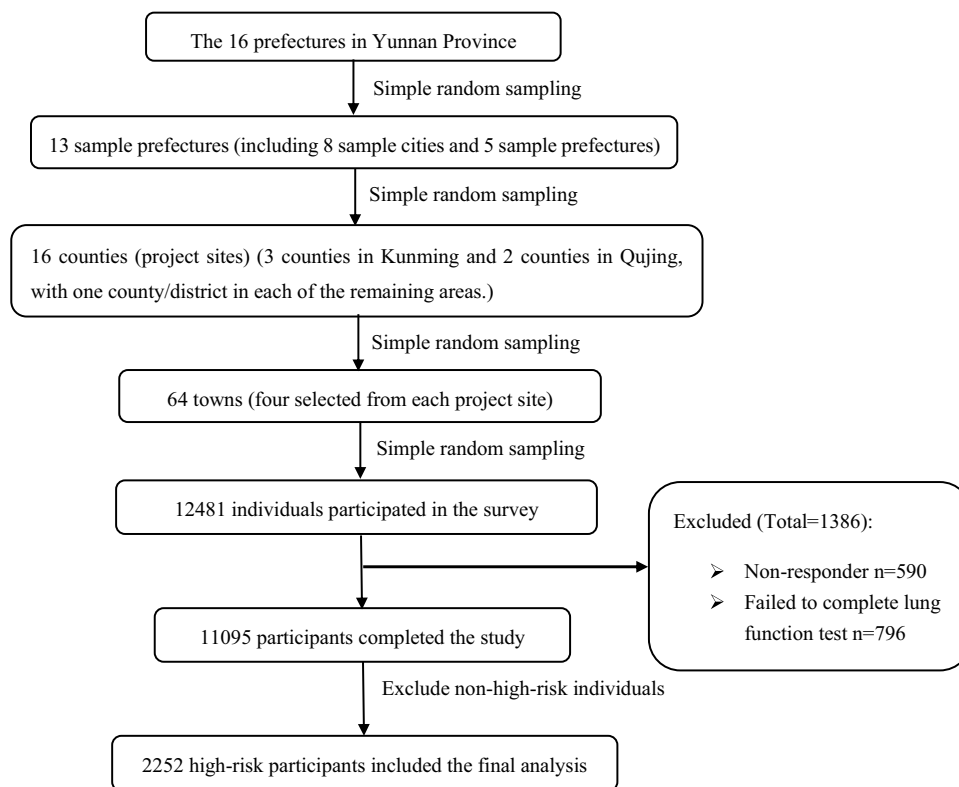 The 16 prefectures in Yunnan Province
Simple random sampling
13 sample prefectures (including 8 sample cities and 5 sample prefectures)
Simple random sampling
16 counties (project sites) (3 counties in Kunming and 2 counties in Qujing,
with one county/district in each of the remaining areas.)
Simple random sampling
64 towns (four selected from each project site)
Simple random sampling
12481 individuals participated in the survey
Excluded (Total=1386):
➢ Non-responder n=590
➢ Failed to complete lung
function test n=796
11095 participants completed the study
Exclude non-high-risk individuals
2252 high-risk participants included the final analysis